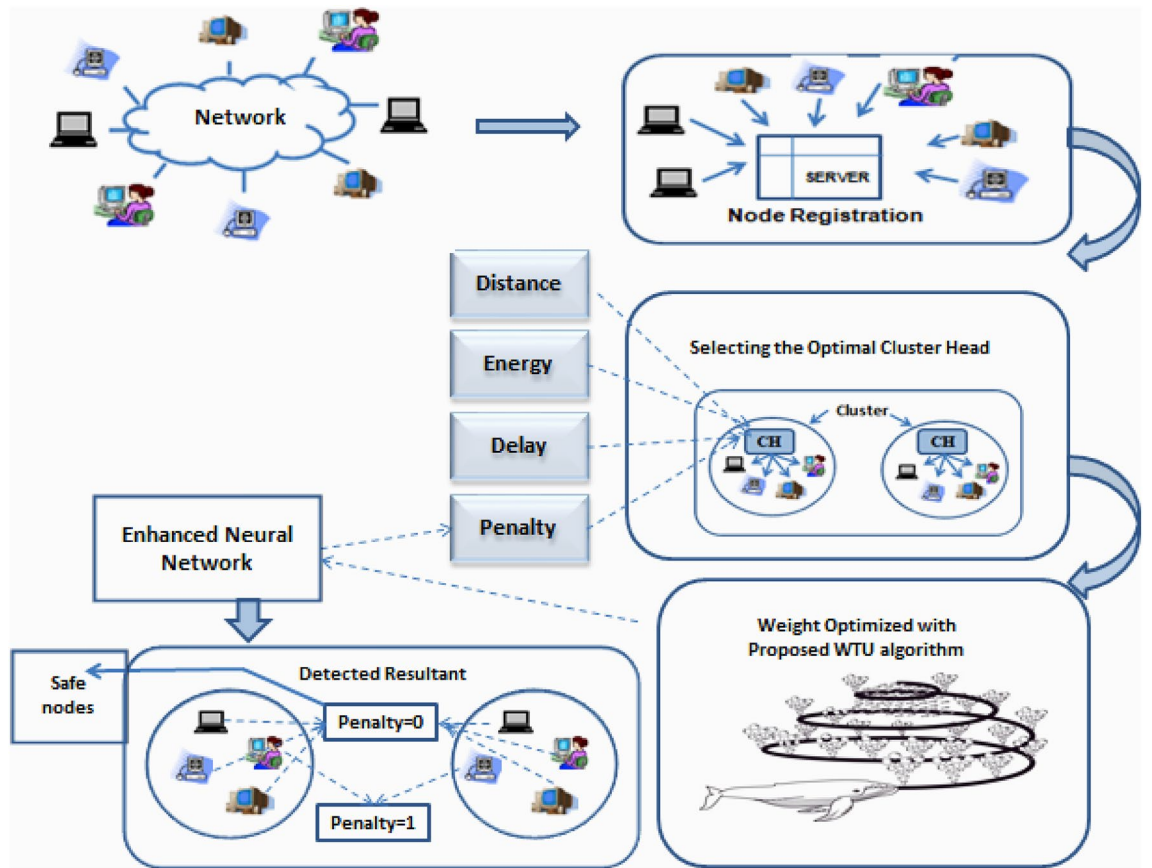 Network
SERVER
Node Registration
Distance
Energy
Delay
Penalty
Selecting the Optimal Cluster Head
Cluster
CH
CH
Enhanced Neural
Network
Weight Optimized with
Proposed WTU algorithm
Safe
nodes
Detected Resultant
Penalty=0
Penalty=1